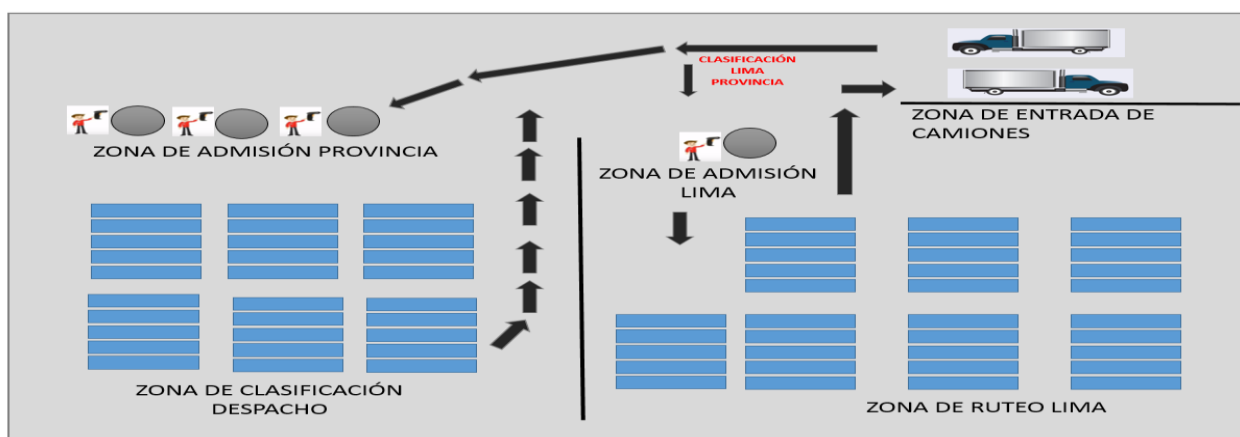 CLASIFICACIÓN
LIMA
PROVINCIA
ZONA DE ENTRADA DE
CAMIONES
ZONA DE ADMISIÓN PROVINCIA
ZONA DE ADMISIÓN
LIMA
ZONA DE CLASIFICACIÓN
DESPACHO
ZONA DE RUTEO LIMA